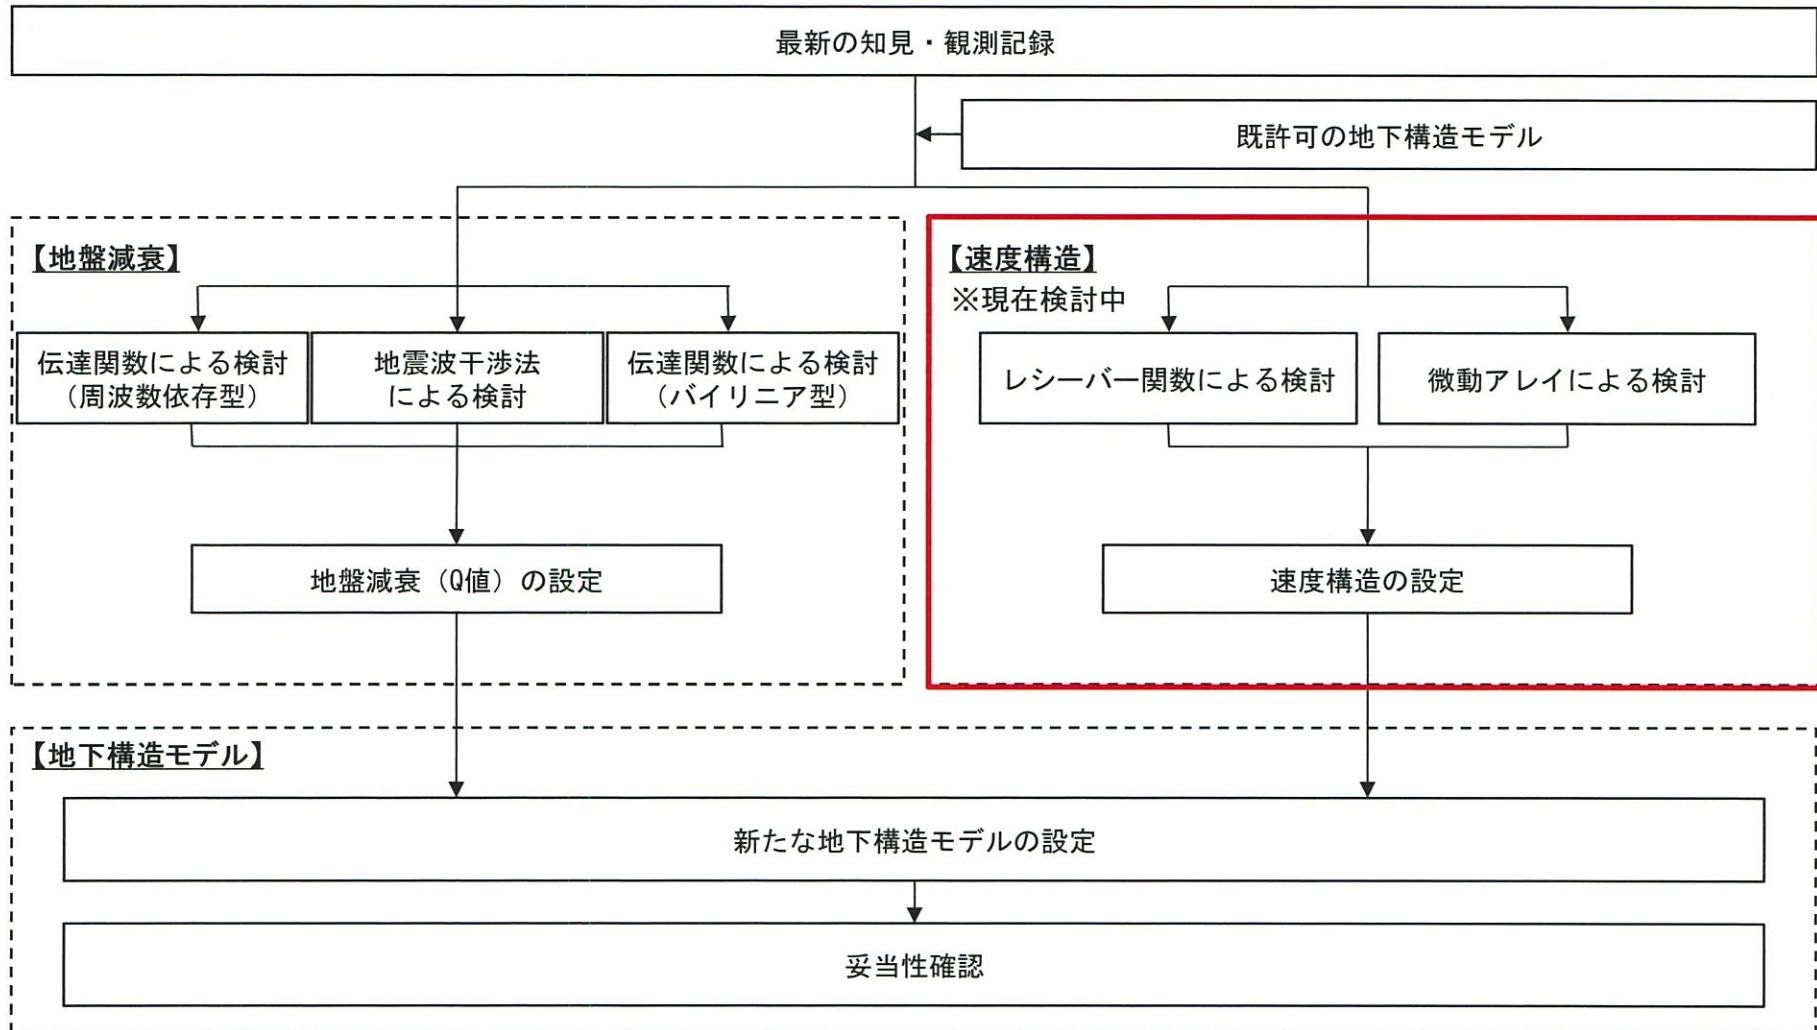 最新の知見・観測記録
既許可の地下構造モデル
【地盤減衰】
伝達関数による検討
（周波数依存型）
地震波干渉法
による検討
伝達関数による検討
（バイリニア型）
地盤減衰（Q値）の設定
【速度構造】
※現在検討中
レシーバー関数による検討
微動アレイによる検討
速度構造の設定
【地下構造モデル】
新たな地下構造モデルの設定
妥当性確認